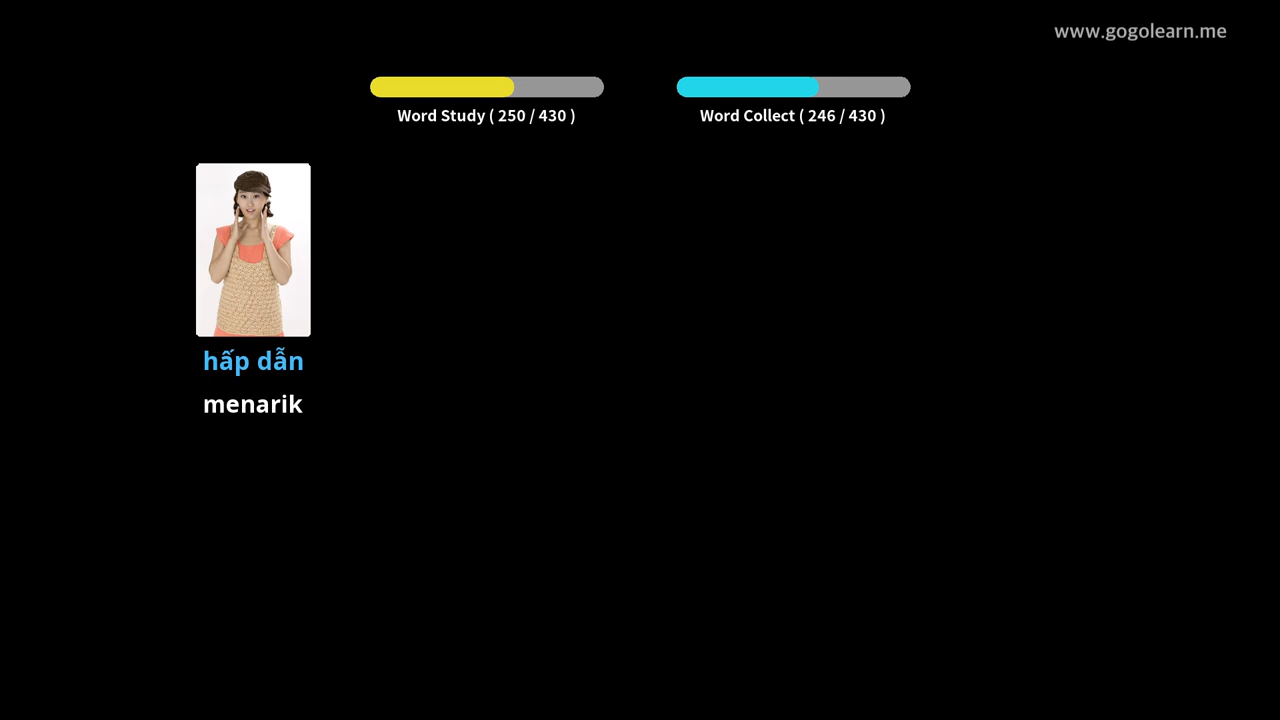 www.gogolearn.me
Word Study ( 250 / 430 )
Word Collect ( 246 / 430 )
hấp dẫn
menarik